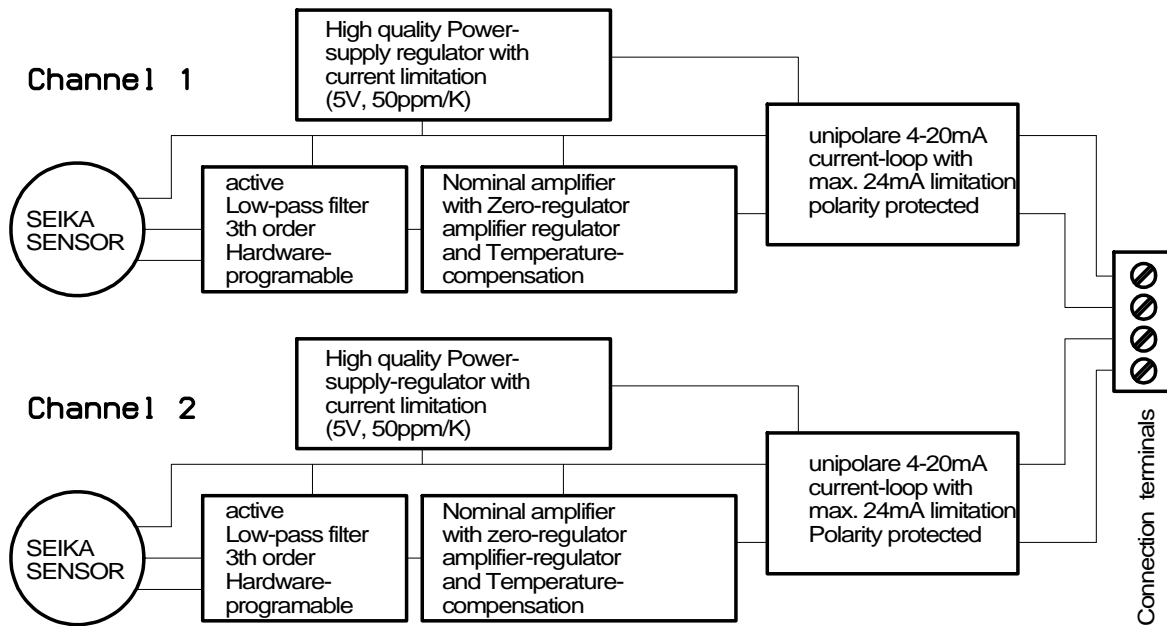 Channel 1
High quality Power-
supply regulator with
current limitation
(5V, 50ppm/K)
unipolare 4-20mA
current-loop with
max. 24mA limitation
polarity protected
SEIKA
SENSOR
active
Low-pass filter
3th order
Hardware-
programable
Nominal amplifier
with Zero-regulator
amplifier regulator
and Temperature-
compensation
Channel 2
High quality Power-
supply-regulator with
current limitation
(5V, 50ppm/K)
unipolare 4-20mA
current-loop with
max. 24mA limitation
Polarity protected
SEIKA
SENSOR
active
Low-pass filter
3th order
Hardware-
programable
Nominal amplifier
with zero-regulator
amplifier-regulator
and Temperature-
compensation
Connection terminals